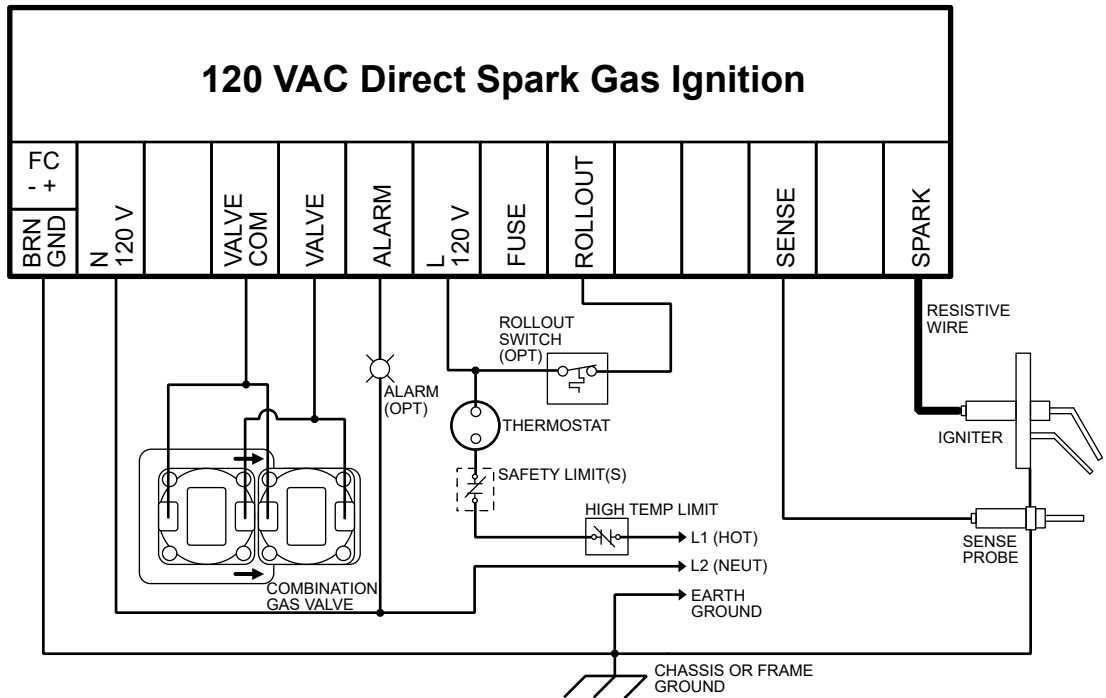 120 VAC Direct Spark Gas Ignition
FC
- +
BRN
GND
N
120 V
VALVE
COM
VALVE
ALARM
L
120 V
FUSE
ROLLOUT
SENSE
SPARK
RESISTIVE
WIRE
ROLLOUT
SWITCH
(OPT)
ALARM
(OPT)
THERMOSTAT
IGNITER
SAFETY LIMIT(S)
HIGH TEMP LIMIT
L1 (HOT)
SENSE
PROBE
L2 (NEUT)
COMBINATION
GAS VALVE
EARTH
GROUND
CHASSIS OR FRAME
GROUND